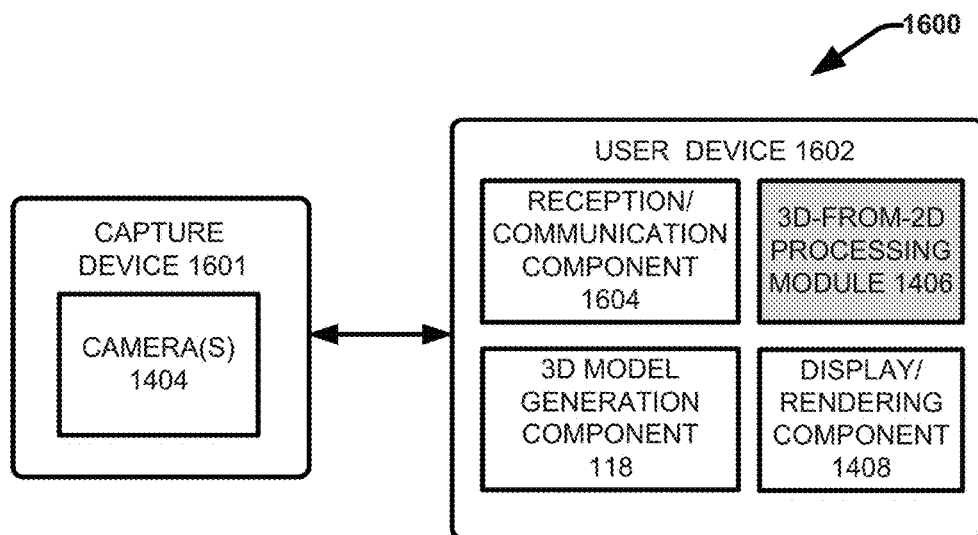 1600
USER DEVICE 1602
RECEPTION/
COMMUNICATION
COMPONENT
1604
3D-FROM-2D
PROCESSING
MODULE 1406
CAPTURE
DEVICE 1601
CAMERA(S)
1404
3D MODEL
GENERATION
COMPONENT
118
DISPLAY/
RENDERING
COMPONENT
1408